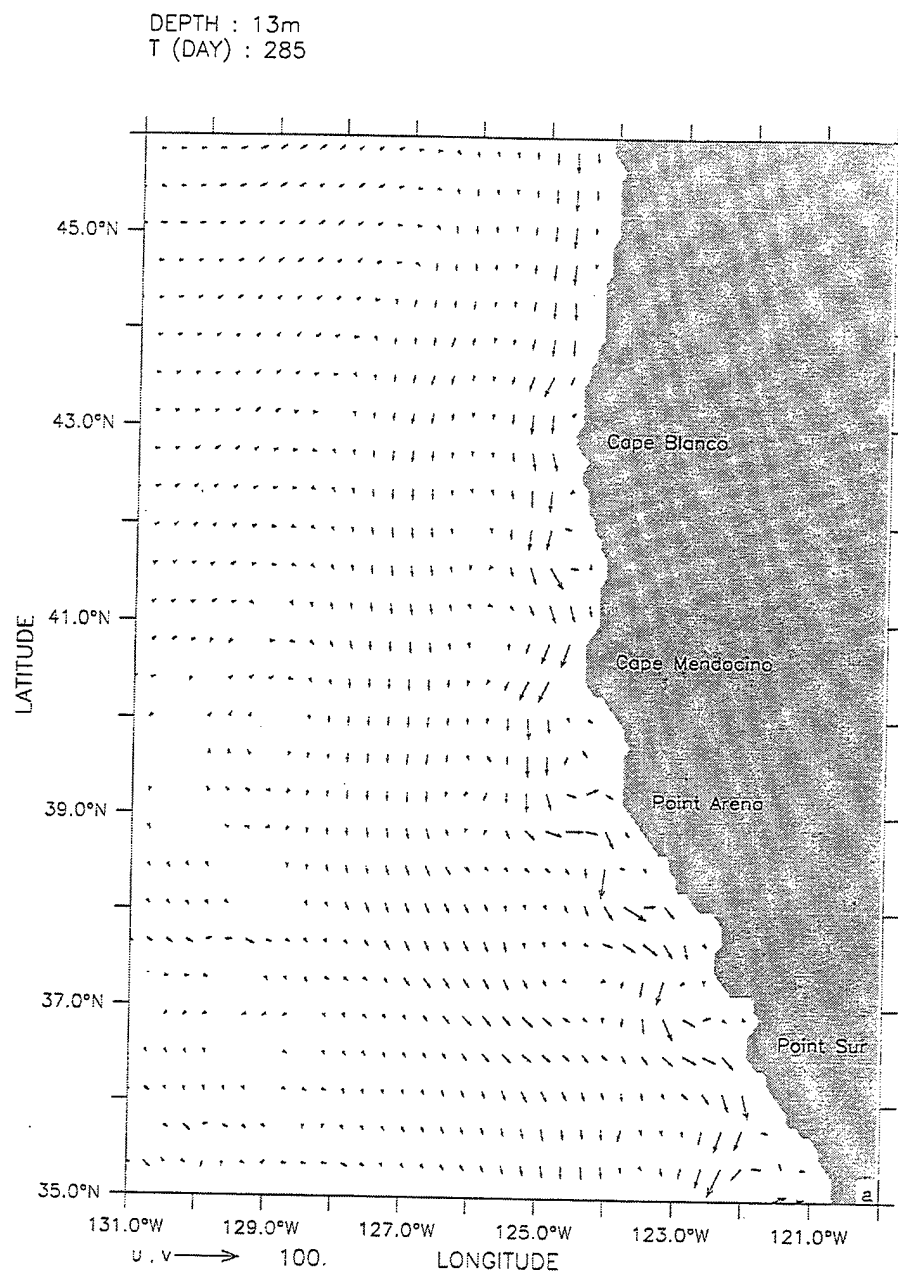 DEPTH : 13m
T (DAY) : 285
45.0°N
43.0°N
Cape Blanco
41.0°N
Cape Mendocino
LATITUDE
39.0°N
Point Arena
37.0°N
Point Sur
35.0°N
a
131.0°W 129.0°W 127.0°W 125.0°W 123.0°W 121.0°W
U , V 100. LONGITUDE